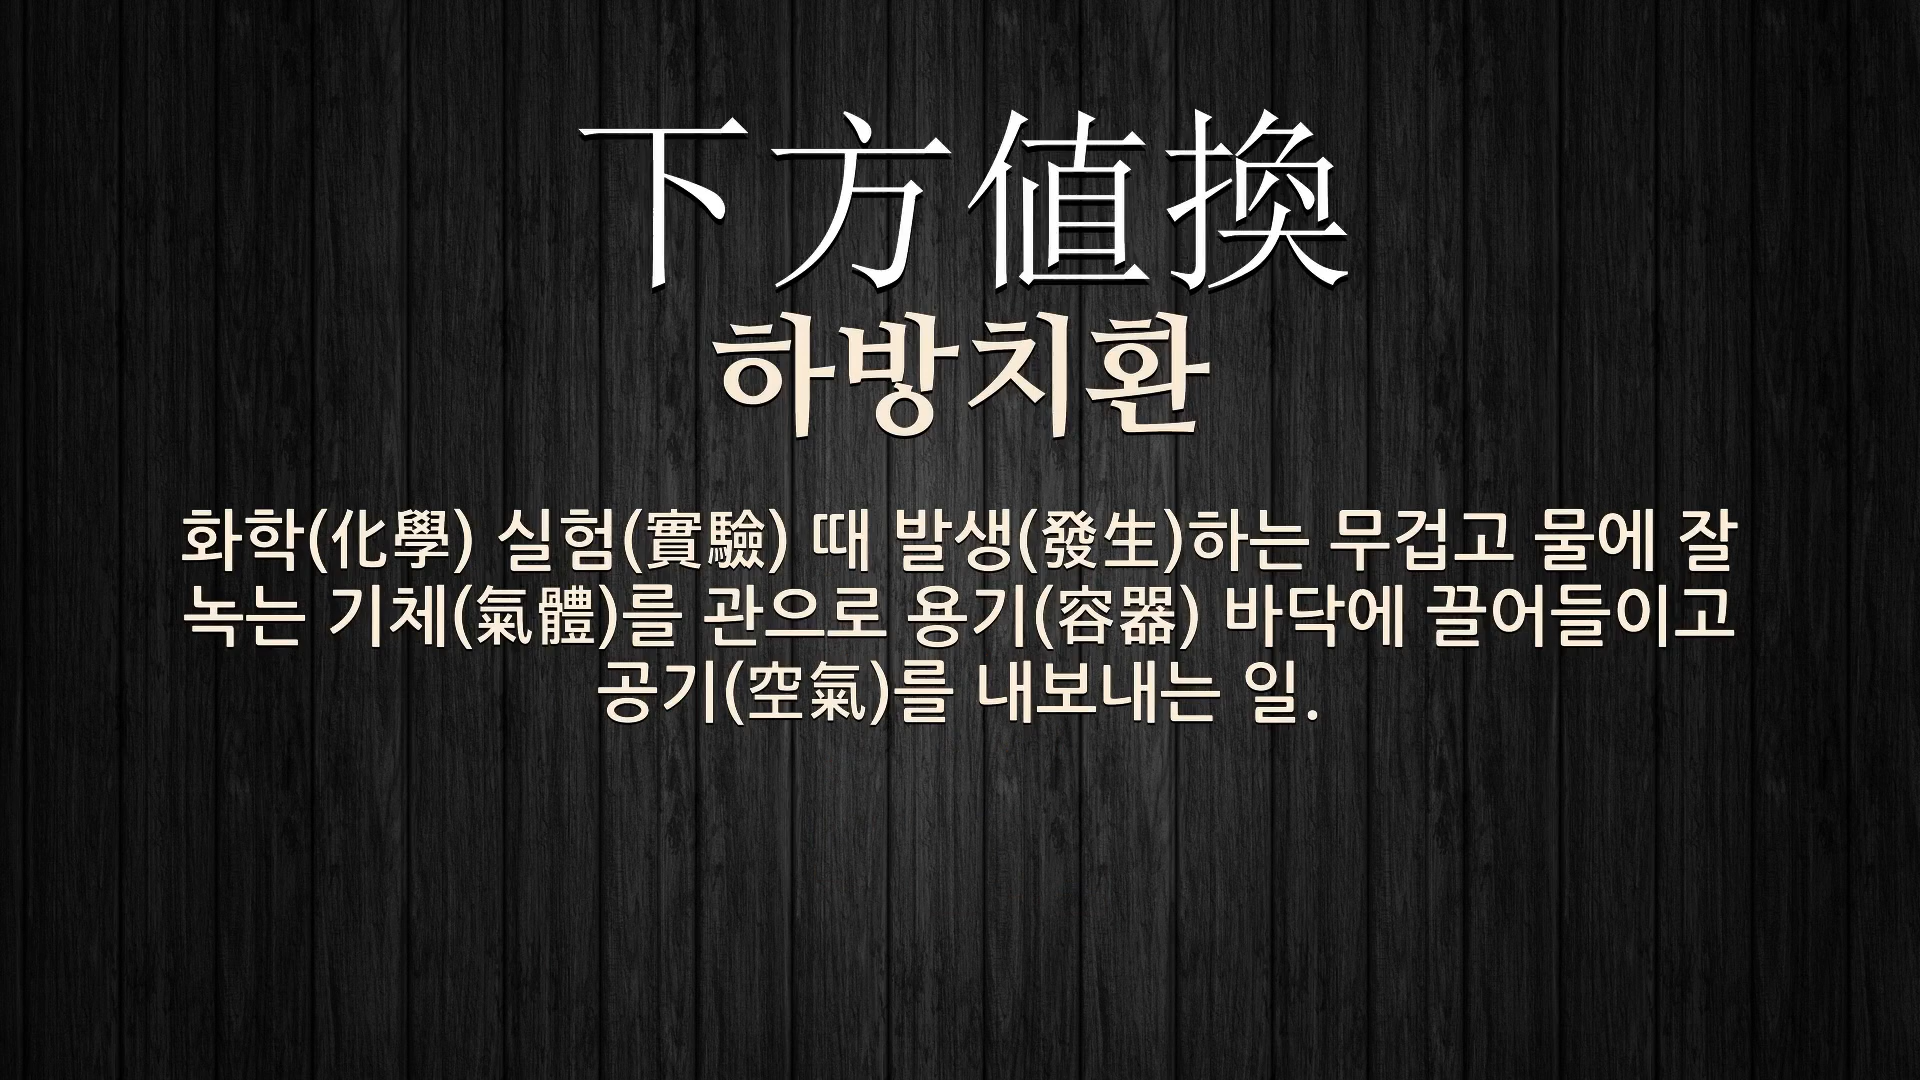 下方値換
하방치환
화학(化學) 실험(實驗) 때 발생(發生)하는 무겁고 물에 잘
녹는 기체(氣體)를 관으로 용기(容器) 바닥에 끌어들이고
공기(空氣)를 내보내는 일.